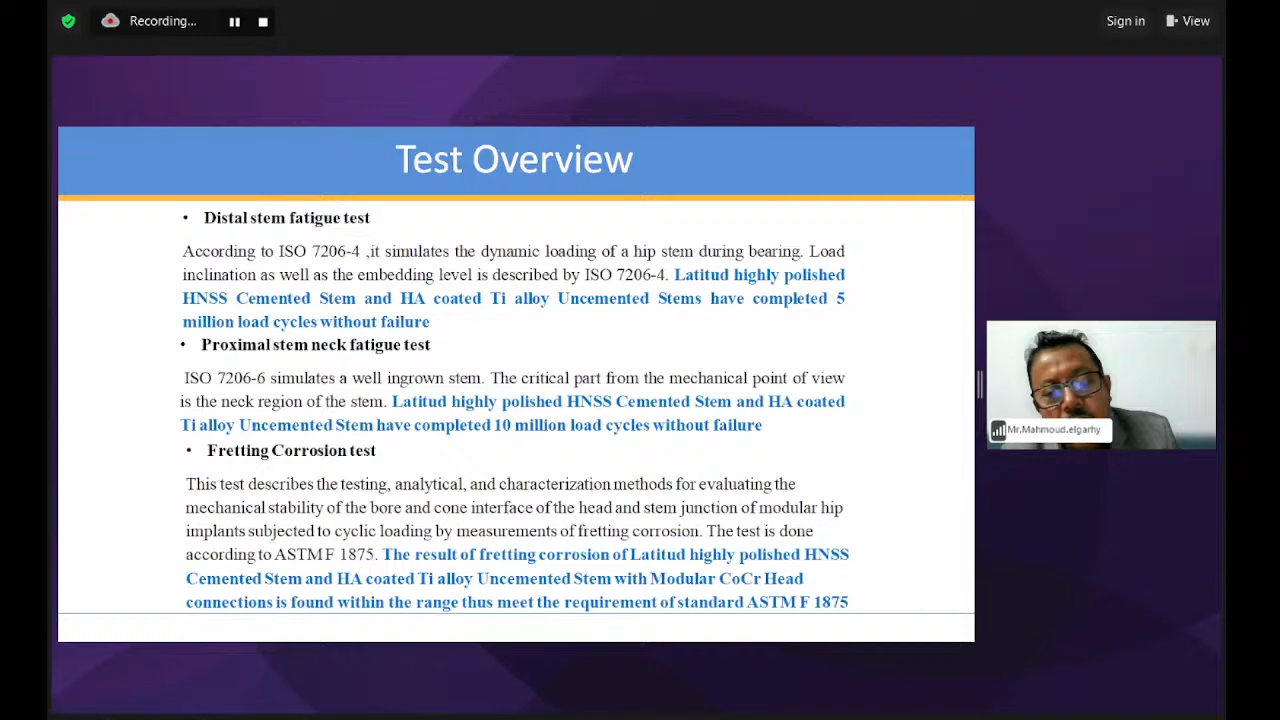 Recording...
Sign in
View
Test Overview
• Distal stem fatigue test
According to ISO 7206-4 ,it simulates the dynamic loading of a hip stem during bearing. Load
inclination as well as the embedding level is described by ISO 7206-4. Latitud highly polished
HNSS Cemented Stem and HA coated Ti alloy Uncemented Stems have completed 5
million load cycles without failure
• Proximal stem neck fatigue test
ISO 7206-6 simulates a well ingrown stem. The critical part from the mechanical point of view
is the neck region of the stem. Latitud highly polished HNSS Cemented Stem and HA coated
Ti alloy Uncemented Stem have completed 10 million load cycles without failure
• Fretting Corrosion test
This test describes the testing, analytical, and characterization methods for evaluating the
mechanical stability of the bore and cone interface of the head and stem junction of modular hip
implants subjected to cyclic loading by measurements of fretting corrosion. The test is done
according to ASTM F 1875. The result of fretting corrosion of Latitud highly polished HNSS
Cemented Stem and HA coated Ti alloy Uncemented Stem with Modular CoCr Head
connections is found within the range thus meet the requirement of standard ASTM F 1875
Mr.Mahmoud.elgarhy